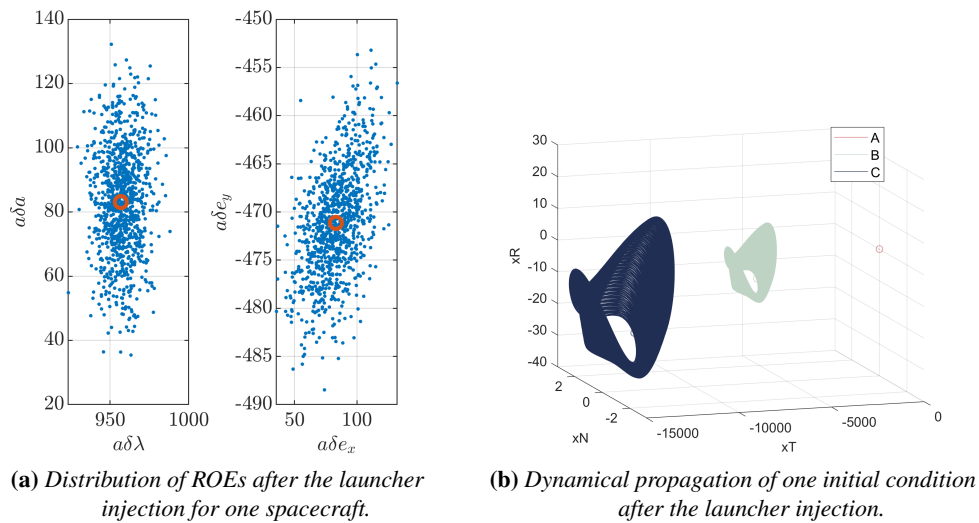 140
120
100
80
60
40
20
aδa
950
1000
aδλ
-450
-455
-460
-465
-470
-475
-480
-485
-490
aδe_y
50
100
aδe_x
(a) Distribution of ROEs after the launcher
injection for one spacecraft.
A
B
C
30
20
10
0
-10
-20
-30
-40
xR
2
0
-2
xN
-15000
-10000
-5000
0
xT
(b) Dynamical propagation of one initial condition
after the launcher injection.